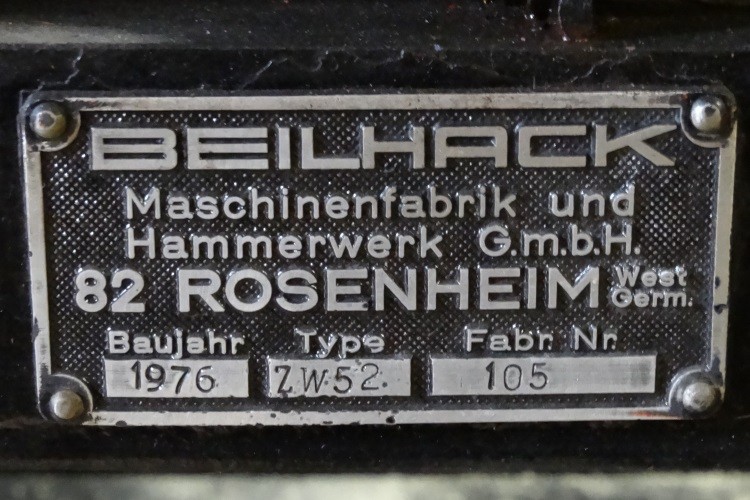 BEILHACK
Maschinenfabrik und
Hammerwerk G.m.b.H.
82 ROSENHEIM West Germ.
Baujahr Type Fabr. Nr.
1976 ZW52. 105